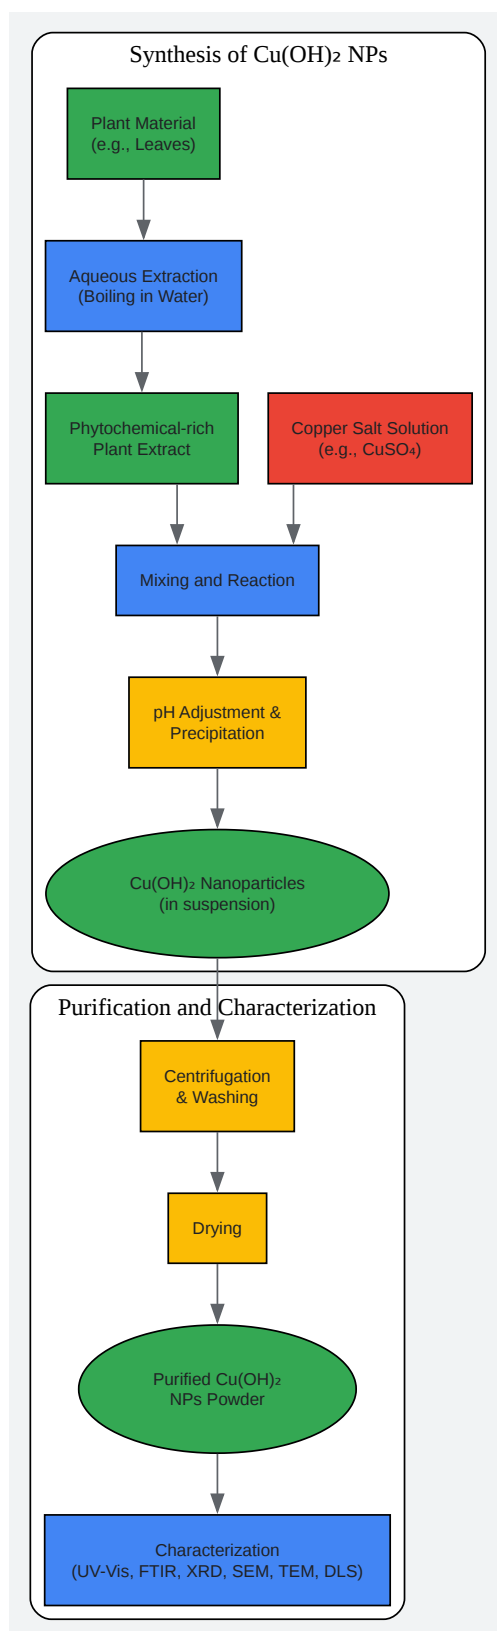 Synthesis of Cu(OH)₂ NPs
Plant Material
(e.g., Leaves)
Aqueous Extraction
(Boiling in Water)
Phytochemical-rich
Plant Extract
Copper Salt Solution
(e.g., CuSO₄)
Mixing and Reaction
pH Adjustment &
Precipitation
Cu(OH)₂ Nanoparticles
(in suspension)
Purification and Characterization
Centrifugation
& Washing
Drying
Purified Cu(OH)₂
NPs Powder
Characterization
(UV-Vis, FTIR, XRD, SEM, TEM, DLS)